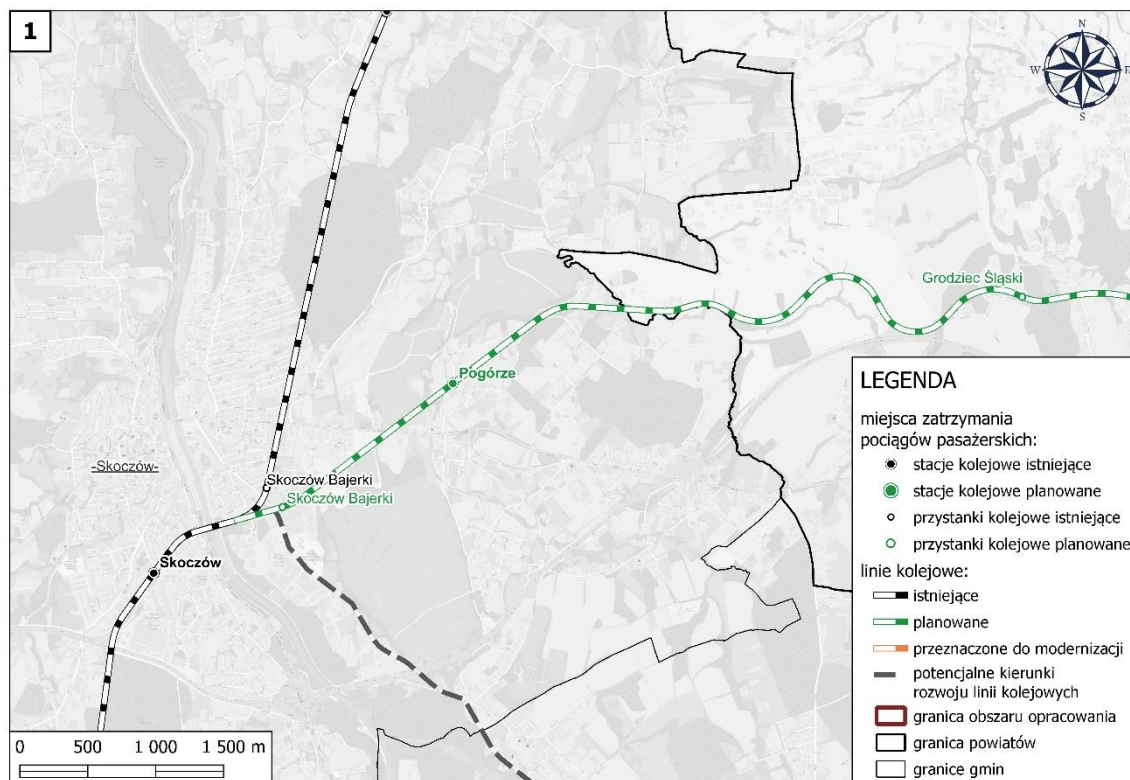 1
N
W
E
S
Grodziec Śląski
Pogórze
-Skoczów-
Skoczów Bajerki
Skoczów Bajerki
Skoczów
LEGENDA
miejsca zatrzymania
pociągów pasażerskich:
stacje kolejowe istniejące
stacje kolejowe planowane
przystanki kolejowe istniejące
przystanki kolejowe planowane
linie kolejowe:
istniejące
planowane
przeznaczone do modernizacji
potencjalne kierunki
rozwoju linii kolejowych
granica obszaru opracowania
granica powiatów
granice gmin
0 500 1 000 1 500 m